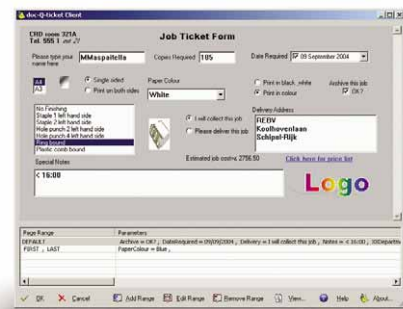 doc-Q-ticket Client
CRD room 321A
Tel. 555 1
Job Ticket Form
Please type your name here
MMaspaitella
Copies Required
105
Date Required
09 September 2004
A4
A3
Single sided
Print on both sides
Paper Colour
White
Print in black_white
Print in colour
Archive this job
OK?
No Finishing
Staple 1 left hand side
Staple 2 left hand side
Hole punch 2 left hand side
Hole punch 4 left hand side
Ring bound
Plastic comb bound
I will collect this job
Please deliver this job
Delivery Address
REDV
Koolhovenlaan
Schipol-Rijk
Special Notes
Estimated job cost=
2756.50
Click here for price list
< 16:00
Logo
Page Range
Parameters
DEFAULT
Archive = OK? , DateRequired = 09/09/2004 , Delivery = I will collect this job , Notes = < 16:00 , JODepartm
FIRST , LAST
PaperColour = Blue ,
OK
Cancel
Add Range
Edit Range
Remove Range
View...
Help
About...